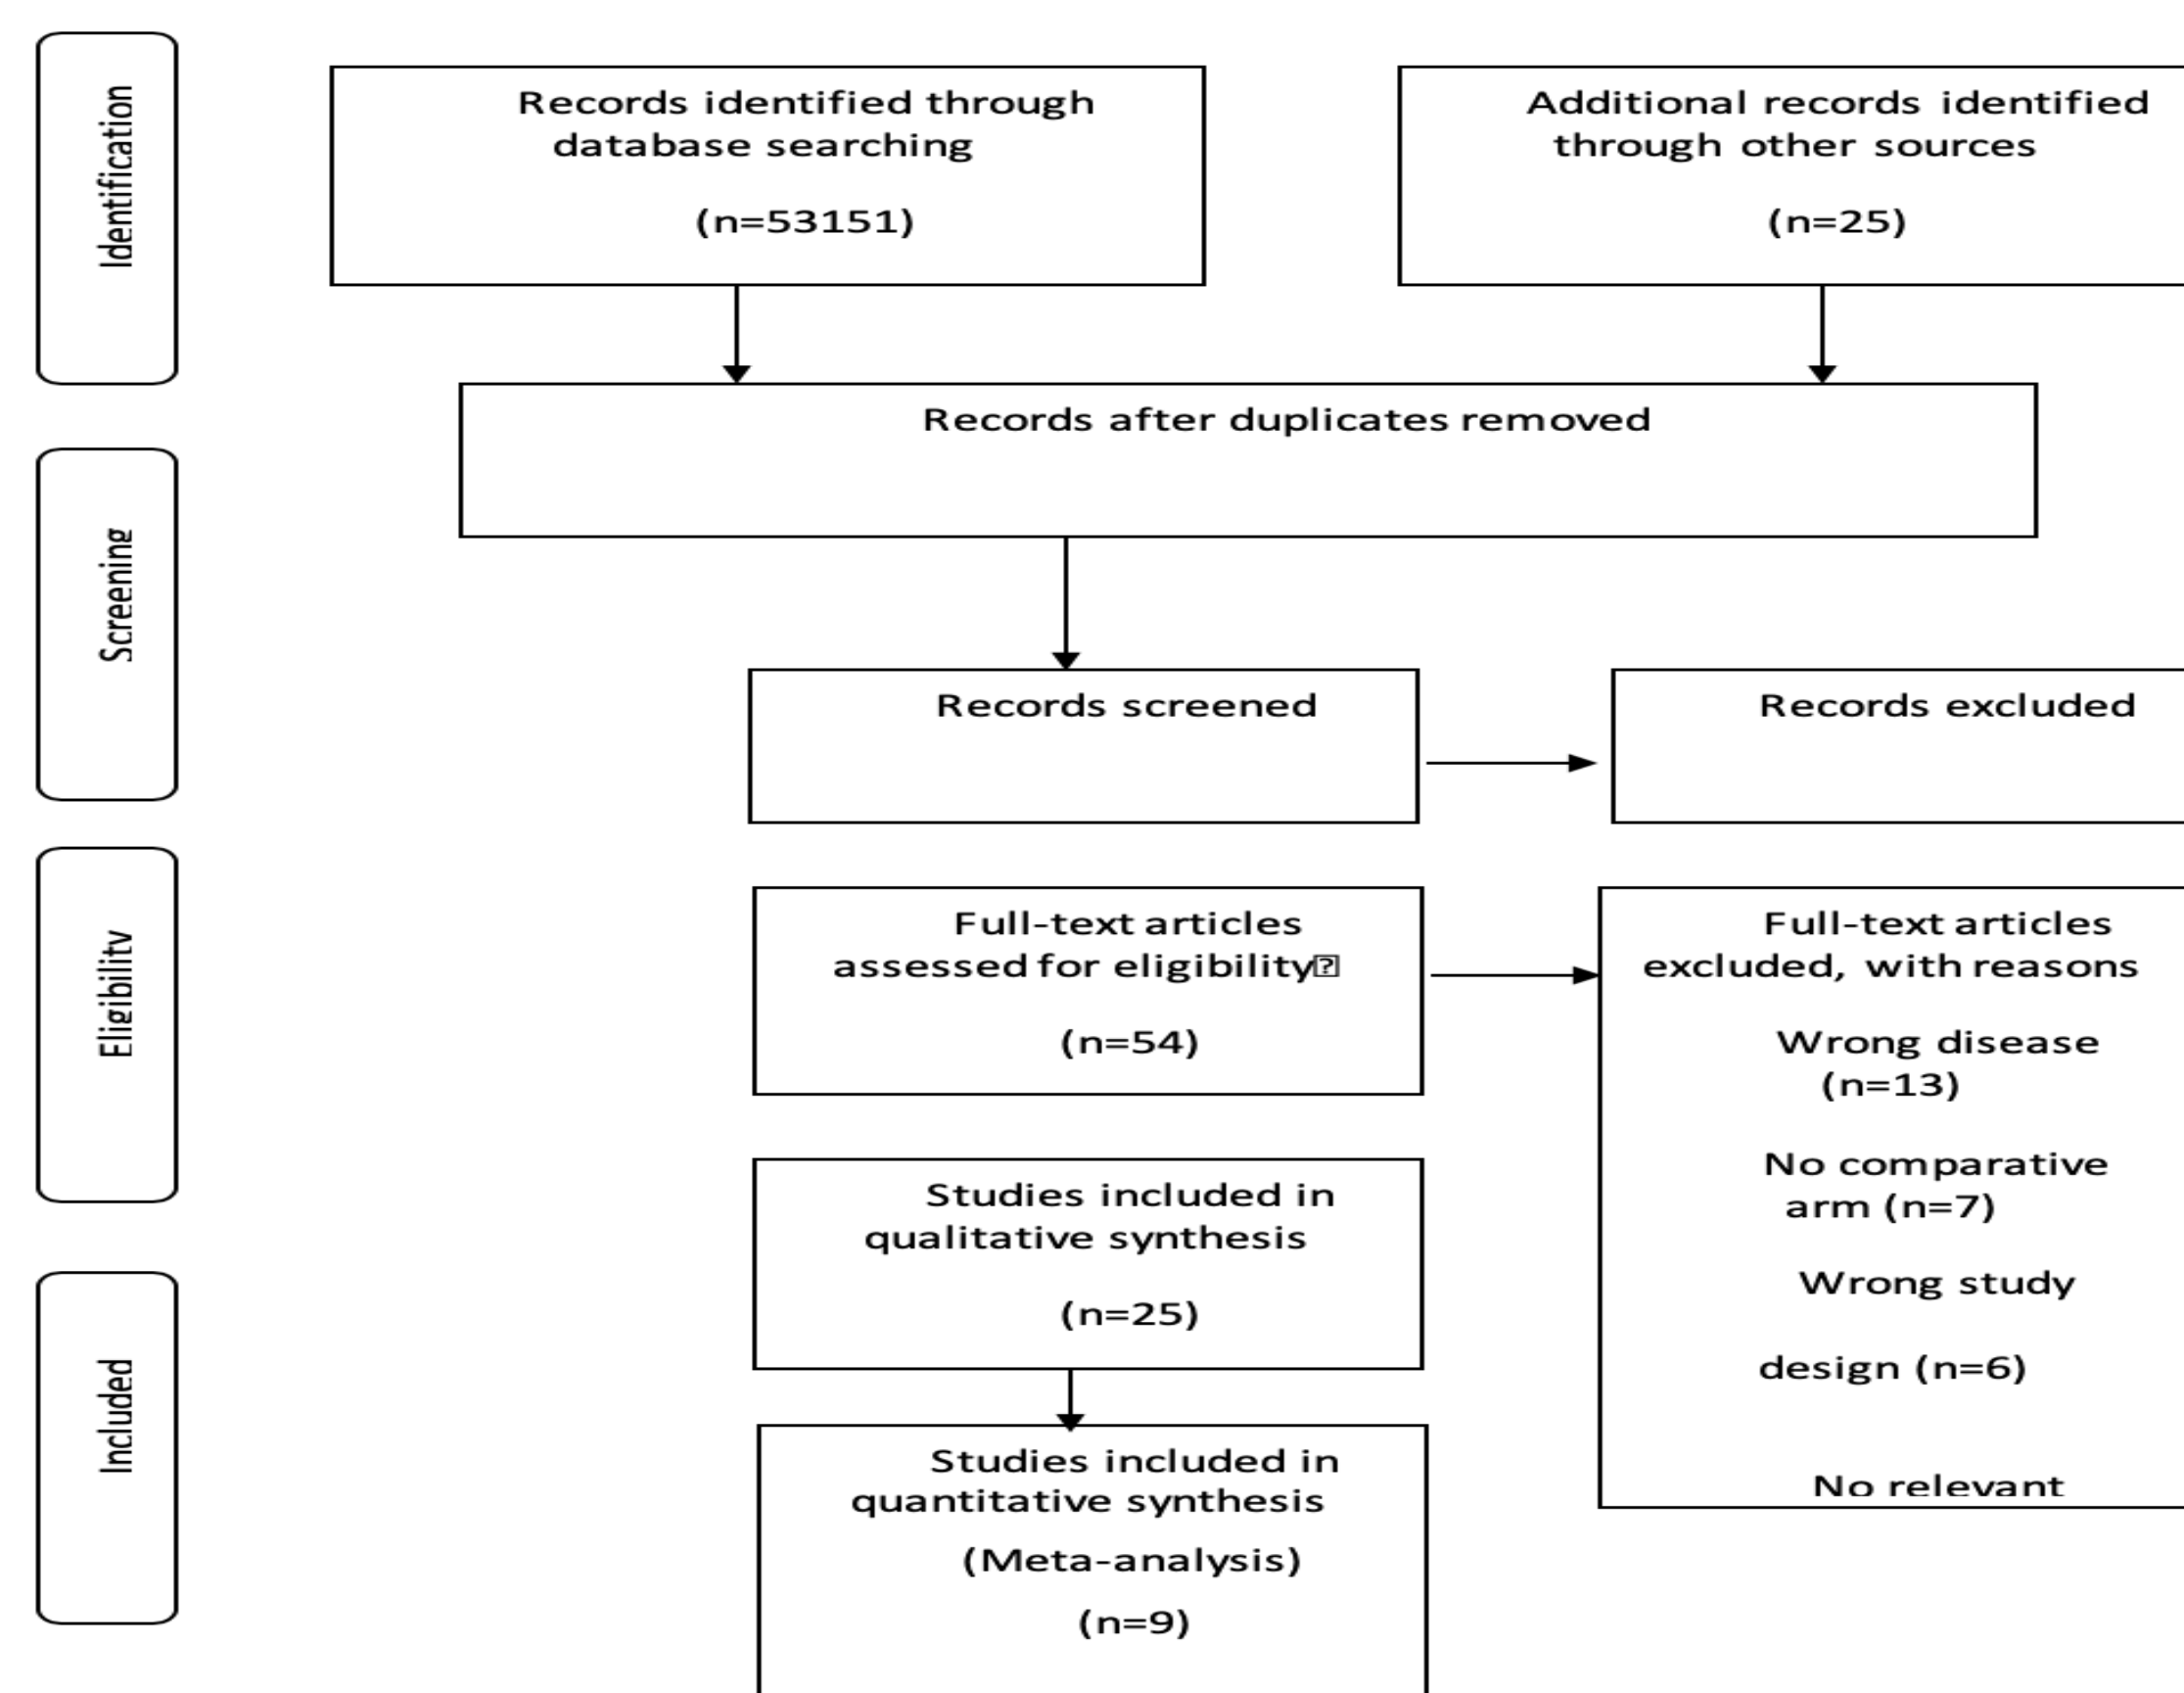 Identification
Records identified through
database searching
(n=53151)
Additional records identified
through other sources
(n=25)
Records after duplicates removed
Screening
Records screened
Records excluded
Eligibility
Full-text articles
assessed for eligibility
(n=54)
Full-text articles
excluded, with reasons
Wrong disease
(n=13)
No comparative
arm (n=7)
Wrong study
design (n=6)
No relevant
Studies included in
qualitative synthesis
(n=25)
Included
Studies included in
quantitative synthesis
(Meta-analysis)
(n=9)